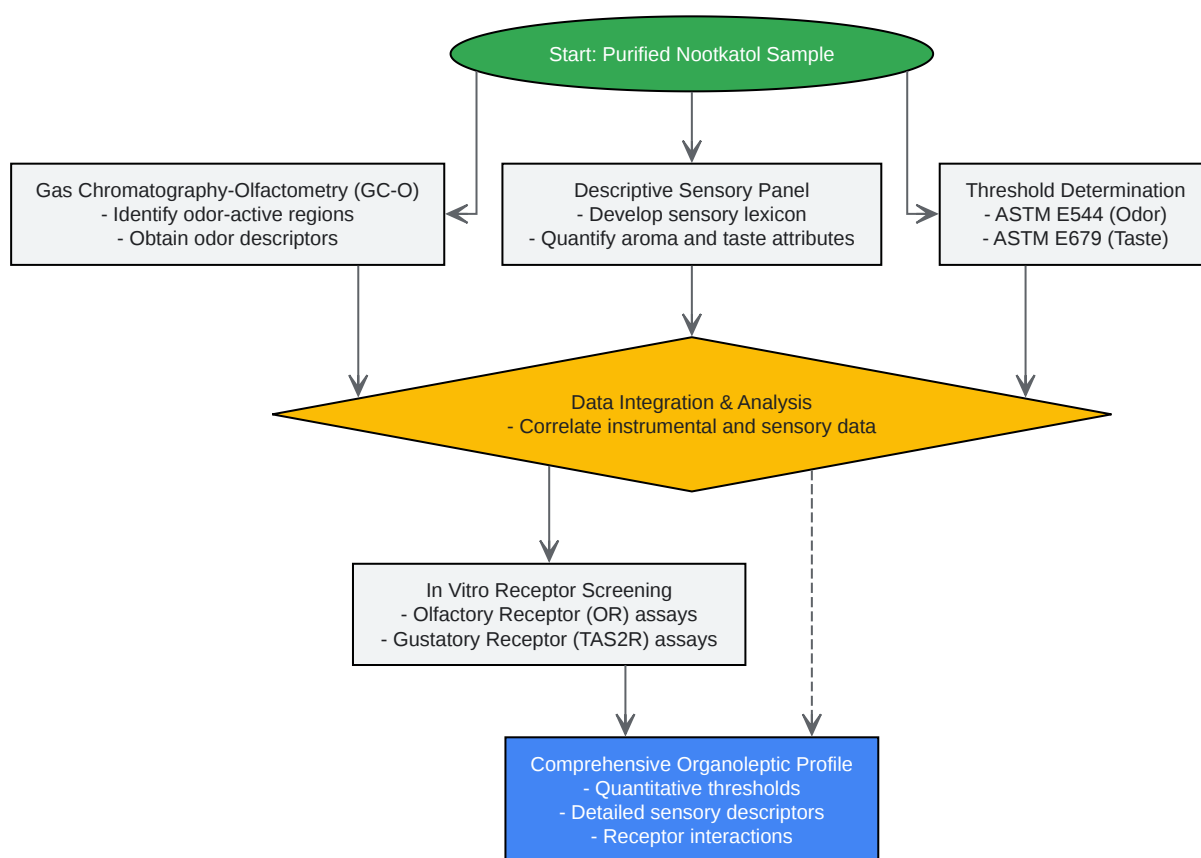 Start: Purified Nootkatol Sample
Gas Chromatography-Olfactometry (GC-O)
- Identify odor-active regions
- Obtain odor descriptors
Descriptive Sensory Panel
- Develop sensory lexicon
- Quantify aroma and taste attributes
Threshold Determination
- ASTM E544 (Odor)
- ASTM E679 (Taste)
Data Integration & Analysis
- Correlate instrumental and sensory data
In Vitro Receptor Screening
- Olfactory Receptor (OR) assays
- Gustatory Receptor (TAS2R) assays
Comprehensive Organoleptic Profile
- Quantitative thresholds
- Detailed sensory descriptors
- Receptor interactions